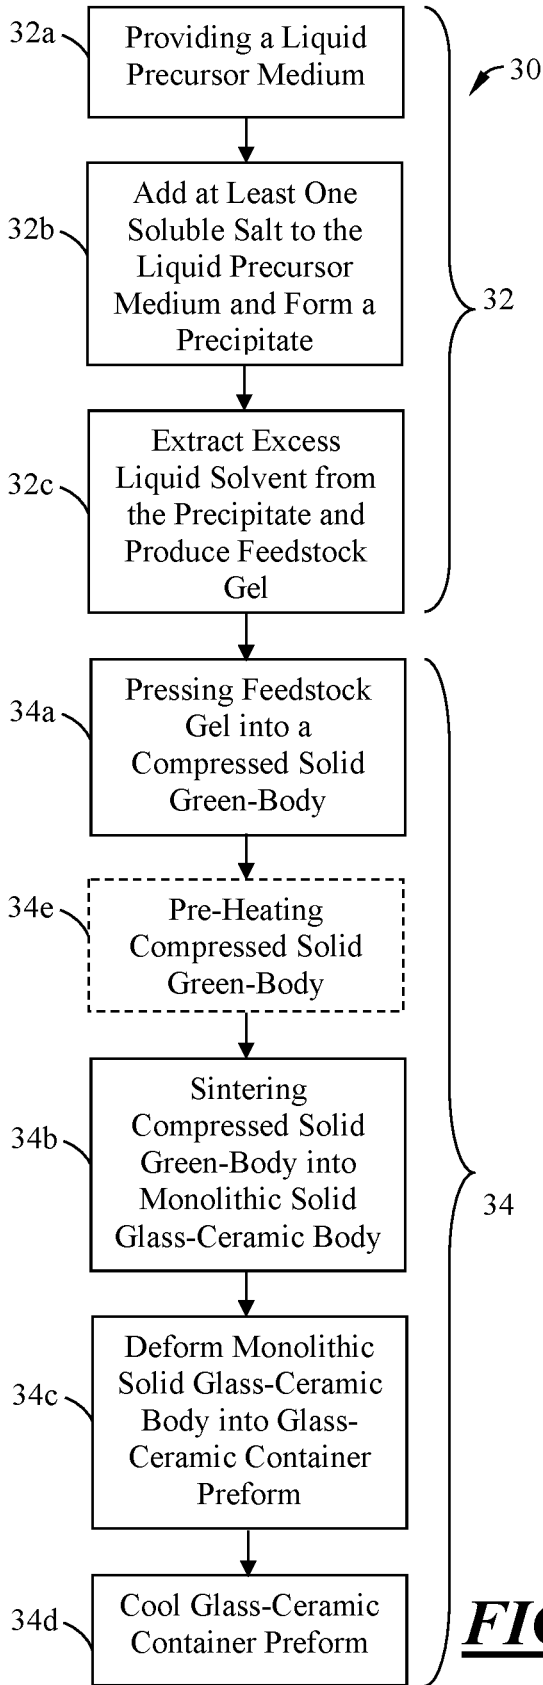 32a
Providing a Liquid
Precursor Medium
30
32b
Add at Least One
Soluble Salt to the
Liquid Precursor
Medium and Form a
Precipitate
32
32c
Extract Excess
Liquid Solvent from
the Precipitate and
Produce Feedstock
Gel
34a
Pressing Feedstock
Gel into a
Compressed Solid
Green-Body
34e
Pre-Heating
Compressed Solid
Green-Body
34b
Sintering
Compressed Solid
Green-Body into
Monolithic Solid
Glass-Ceramic Body
34
34c
Deform Monolithic
Solid Glass-Ceramic
Body into Glass-
Ceramic Container
Preform
34d
Cool Glass-Ceramic
Container Preform